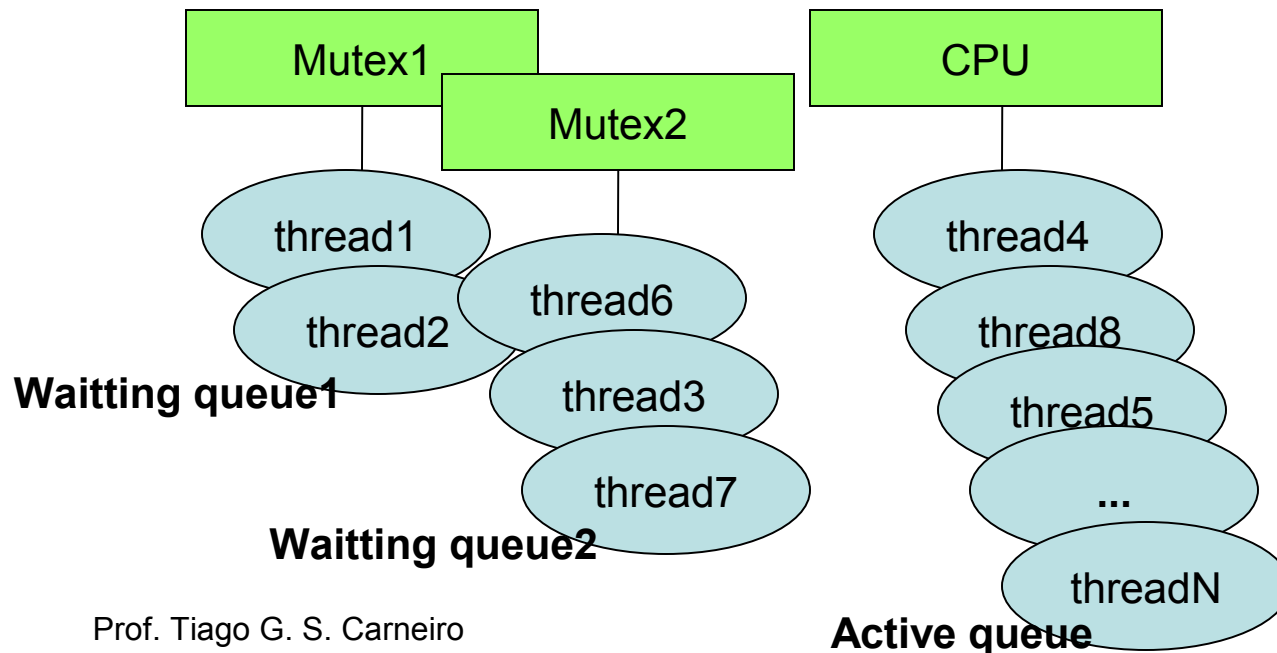 Mutex1
Mutex2
CPU
thread1
thread2
Waitting queue1
thread6
thread3
thread7
Waitting queue2
thread4
thread8
thread5
...
threadN
Active queue
Prof. Tiago G. S. Carneiro